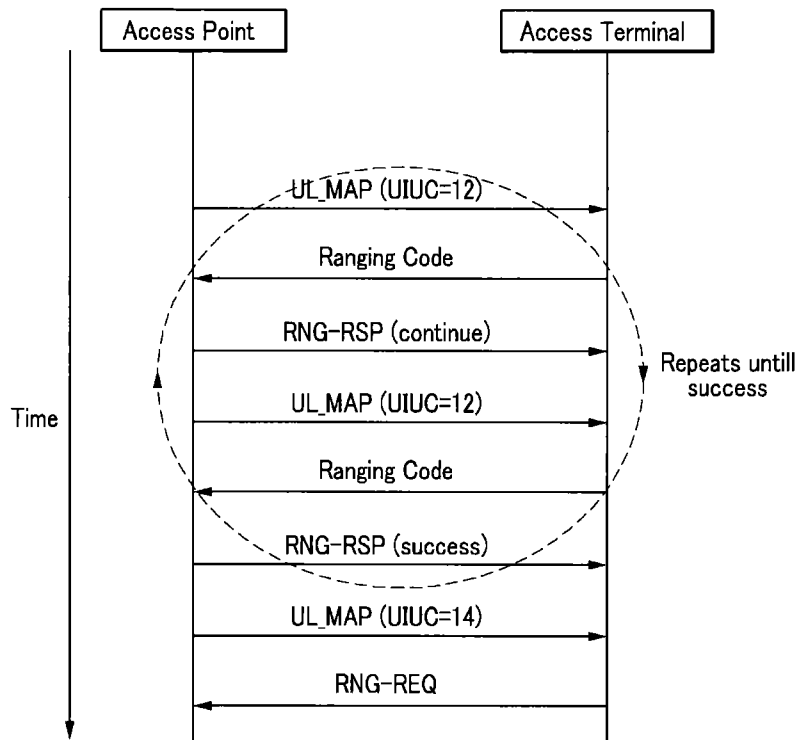 Access Point
Access Terminal
UL_MAP (UIUC=12)
Ranging Code
RNG-RSP (continue)
Repeats untill
success
UL_MAP (UIUC=12)
Time
Ranging Code
RNG-RSP (success)
UL_MAP (UIUC=14)
RNG-REQ